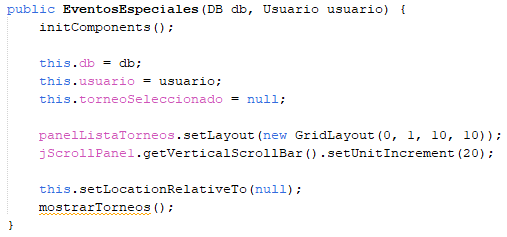 public EventosEspeciales(DB db, Usuario usuario) {
initComponents();
this.db = db;
this.usuario = usuario;
this.torneoSeleccionado = null;
panelListaTorneos.setLayout(new GridLayout(0, 1, 10, 10));
jScrollPanel.getVerticalScrollBar().setUnitIncrement(20);
this.setLocationRelativeTo(null);
mostrarTorneos();
}